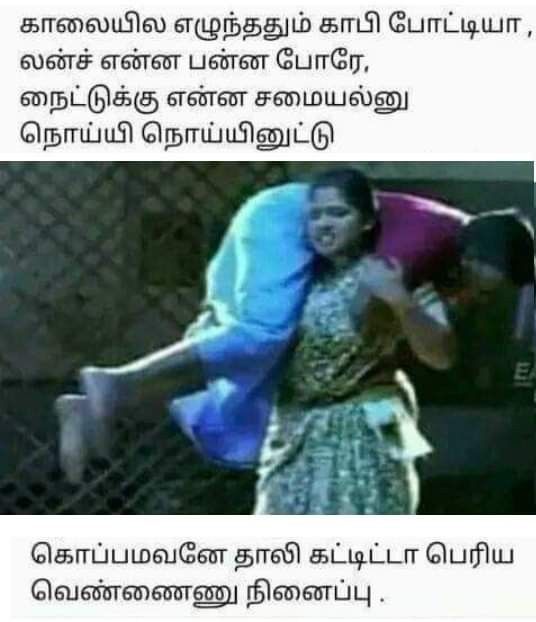 காலையில எழுந்ததும் காபி போட்டியா ,
லன்ச் என்ன பன்ன போரே,
நைட்டுக்கு என்ன சமையல்னு
நொய்யி நொய்யினுட்டு
கொப்பமவனே தாலி கட்டிட்டா பெரிய
வெண்ணைணு நினைப்பு .